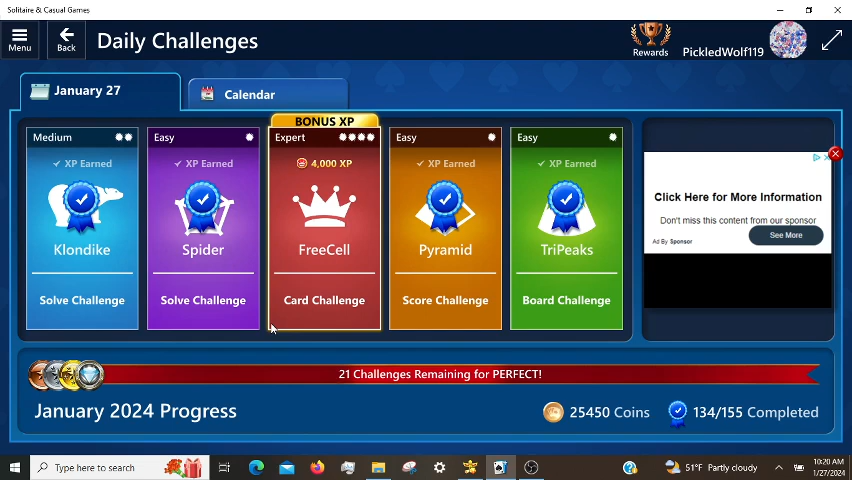 Solitaire & Casual Games
Menu
Back
Daily Challenges
Rewards
PickledWolf119
January 27
Calendar
BONUS XP
Medium
Easy
Expert
Easy
Easy
XP Earned
XP Earned
4,000 XP
XP Earned
XP Earned
Klondike
Spider
FreeCell
Pyramid
TriPeaks
Solve Challenge
Solve Challenge
Card Challenge
Score Challenge
Board Challenge
Click Here for More Information
Don't miss this content from our sponsor
Ad By Sponsor
See More
21 Challenges Remaining for PERFECT!
January 2024 Progress
25450 Coins
134/155 Completed
Type here to search
51°F Partly cloudy
10:20 AM
1/27/2024